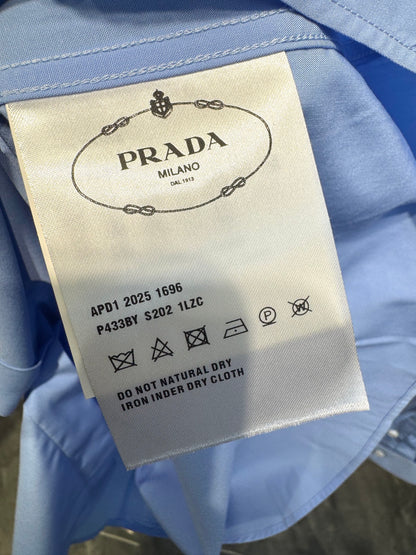 PRADA
MILANO
DAL 1913
APD1 2025 1696
P433BY S202 1LZC
P
W
DO NOT NATURAL DRY
IRON INDER DRY CLOTH